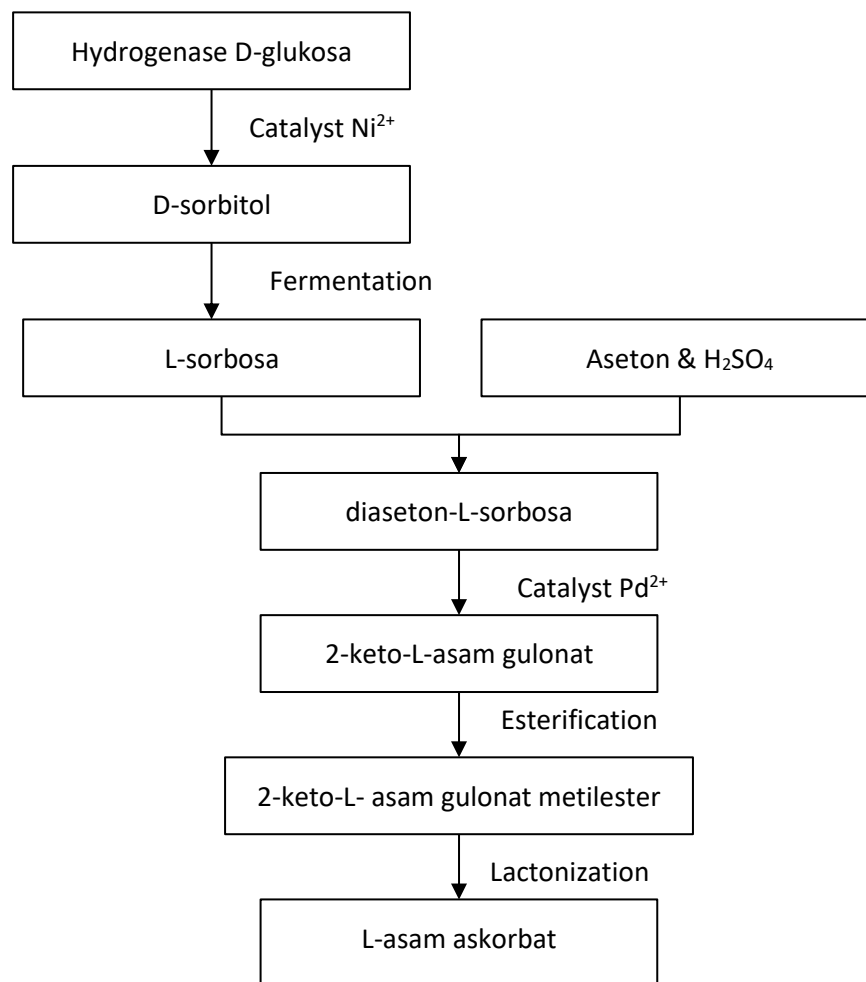 Hydrogenase D-glukosa
Catalyst Ni²⁺
D-sorbitol
Fermentation
L-sorbosa
Aseton & H₂SO₄
diaseton-L-sorbosa
Catalyst Pd²⁺
2-keto-L-asam gulonat
Esterification
2-keto-L- asam gulonat metilester
Lactonization
L-asam askorbat